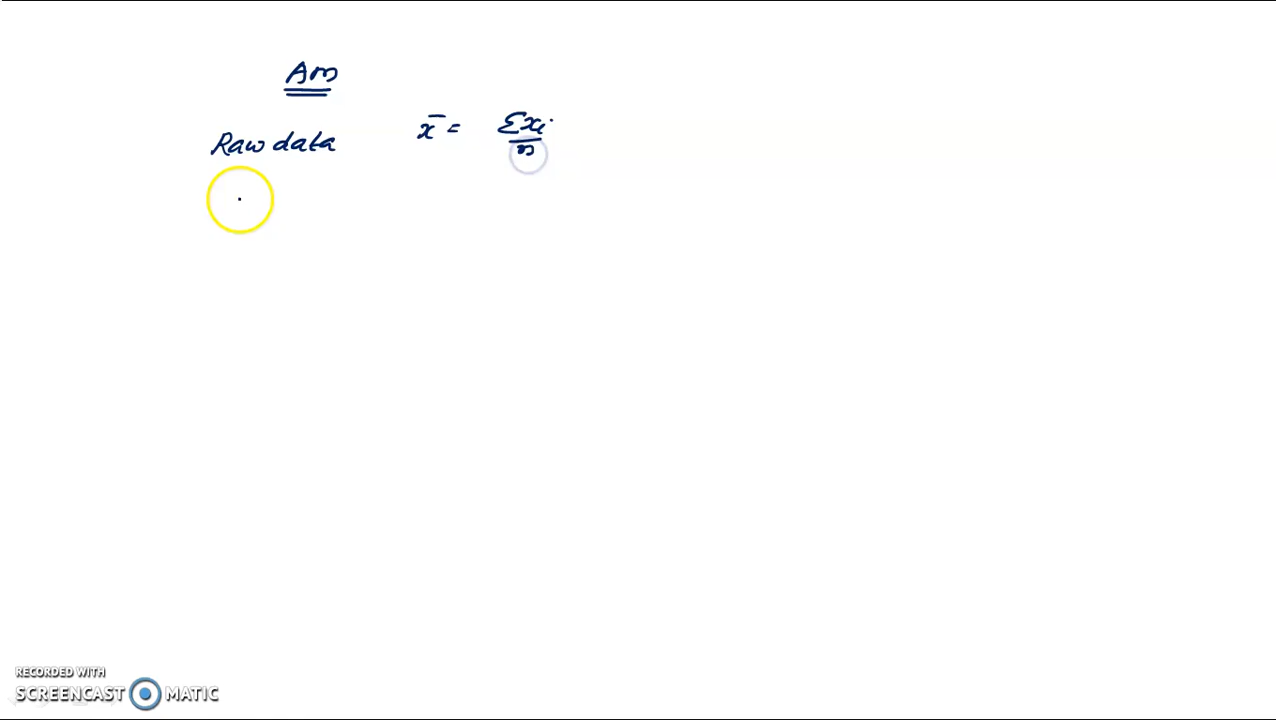 AM
Raw data x̄ = Σxi / n
RECORDED WITH
SCREENCAST MATIC